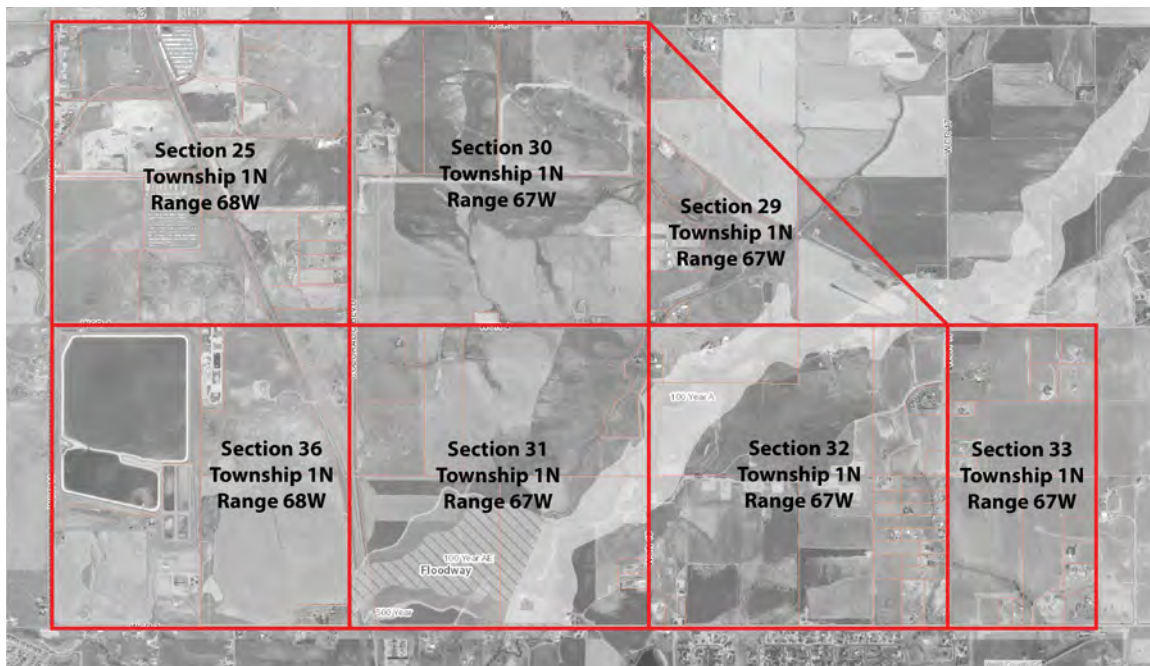 Section 25
Township 1N
Range 68W
Section 30
Township 1N
Range 67W
Section 29
Township 1N
Range 67W
100 Year A
Section 36
Township 1N
Range 68W
Section 31
Township 1N
Range 67W
Section 32
Township 1N
Range 67W
Section 33
Township 1N
Range 67W
100 Year AE
Floodway
500 Year